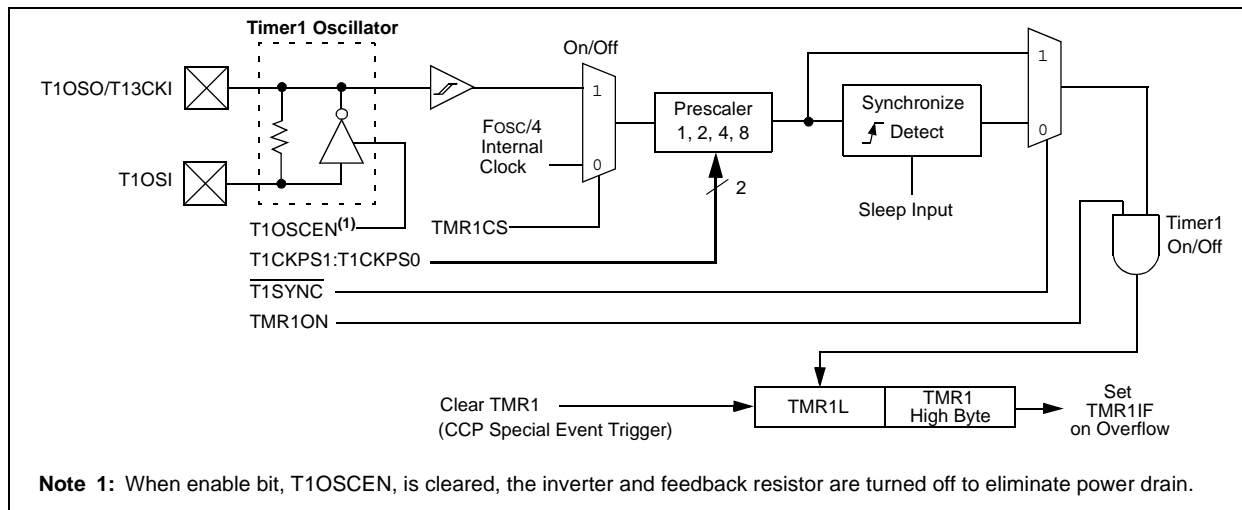 Timer1 Oscillator
T1OSO/T13CKI
T1OSI
On/Off
1
FOSC/4
Internal
Clock
0
Prescaler
1, 2, 4, 8
2
Synchronize
Detect
Sleep Input
1
0
T1OSCEN(1)
TMR1CS
T1CKPS1:T1CKPS0
T1SYNC
TMR1ON
Timer1
On/Off
Clear TMR1
(CCP Special Event Trigger)
TMR1L
TMR1
High Byte
Set
TMR1IF
on Overflow
Note 1: When enable bit, T1OSCEN, is cleared, the inverter and feedback resistor are turned off to eliminate power drain.